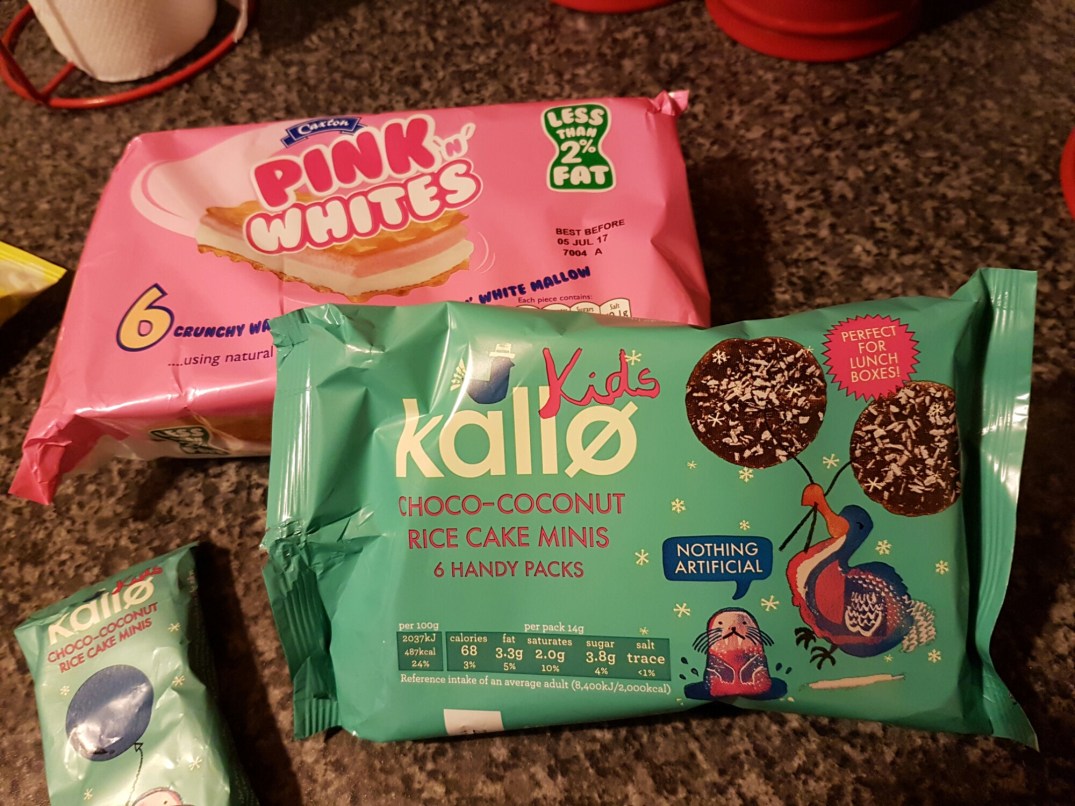 Caxton
PINK 'n'
WHITES
LESS
THAN
2%
FAT
BEST BEFORE
05 JUL 17
7004 A
6 CRUNCHY
WHITE MALLOW
....using natural
Each piece contains:
Salt
Kids
kallø
CHOCO-COCONUT
RICE CAKE MINIS
6 HANDY PACKS
PERFECT
FOR
LUNCH
BOXES!
NOTHING
ARTIFICIAL
per 100g
2037kJ
487kcal
24%
per pack 14g
calories fat saturates sugar salt
68 3.3g 2.0g 3.8g trace
3% 5% 10% 4% <1%
Reference intake of an average adult (8,400kJ/2,000kcal)
kallø
CHOCO-COCONUT
RICE CAKE MINIS